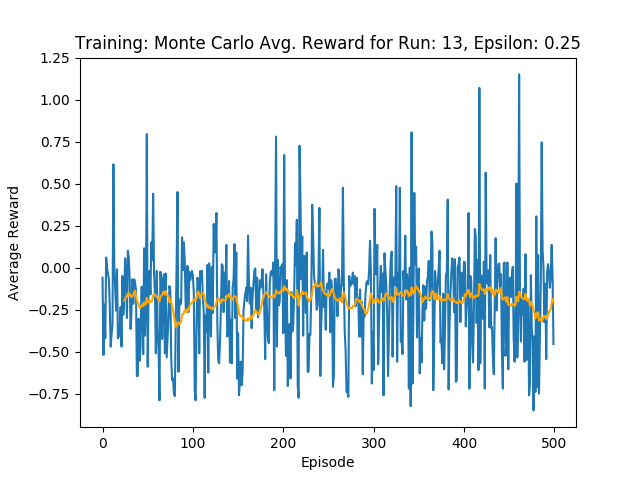 Training: Monte Carlo Avg. Reward for Run: 13, Epsilon: 0.25
1.25
1.00
0.75
0.50
0.25
0.00
−0.25
−0.50
−0.75
Average Reward
0 100 200 300 400 500
Episode